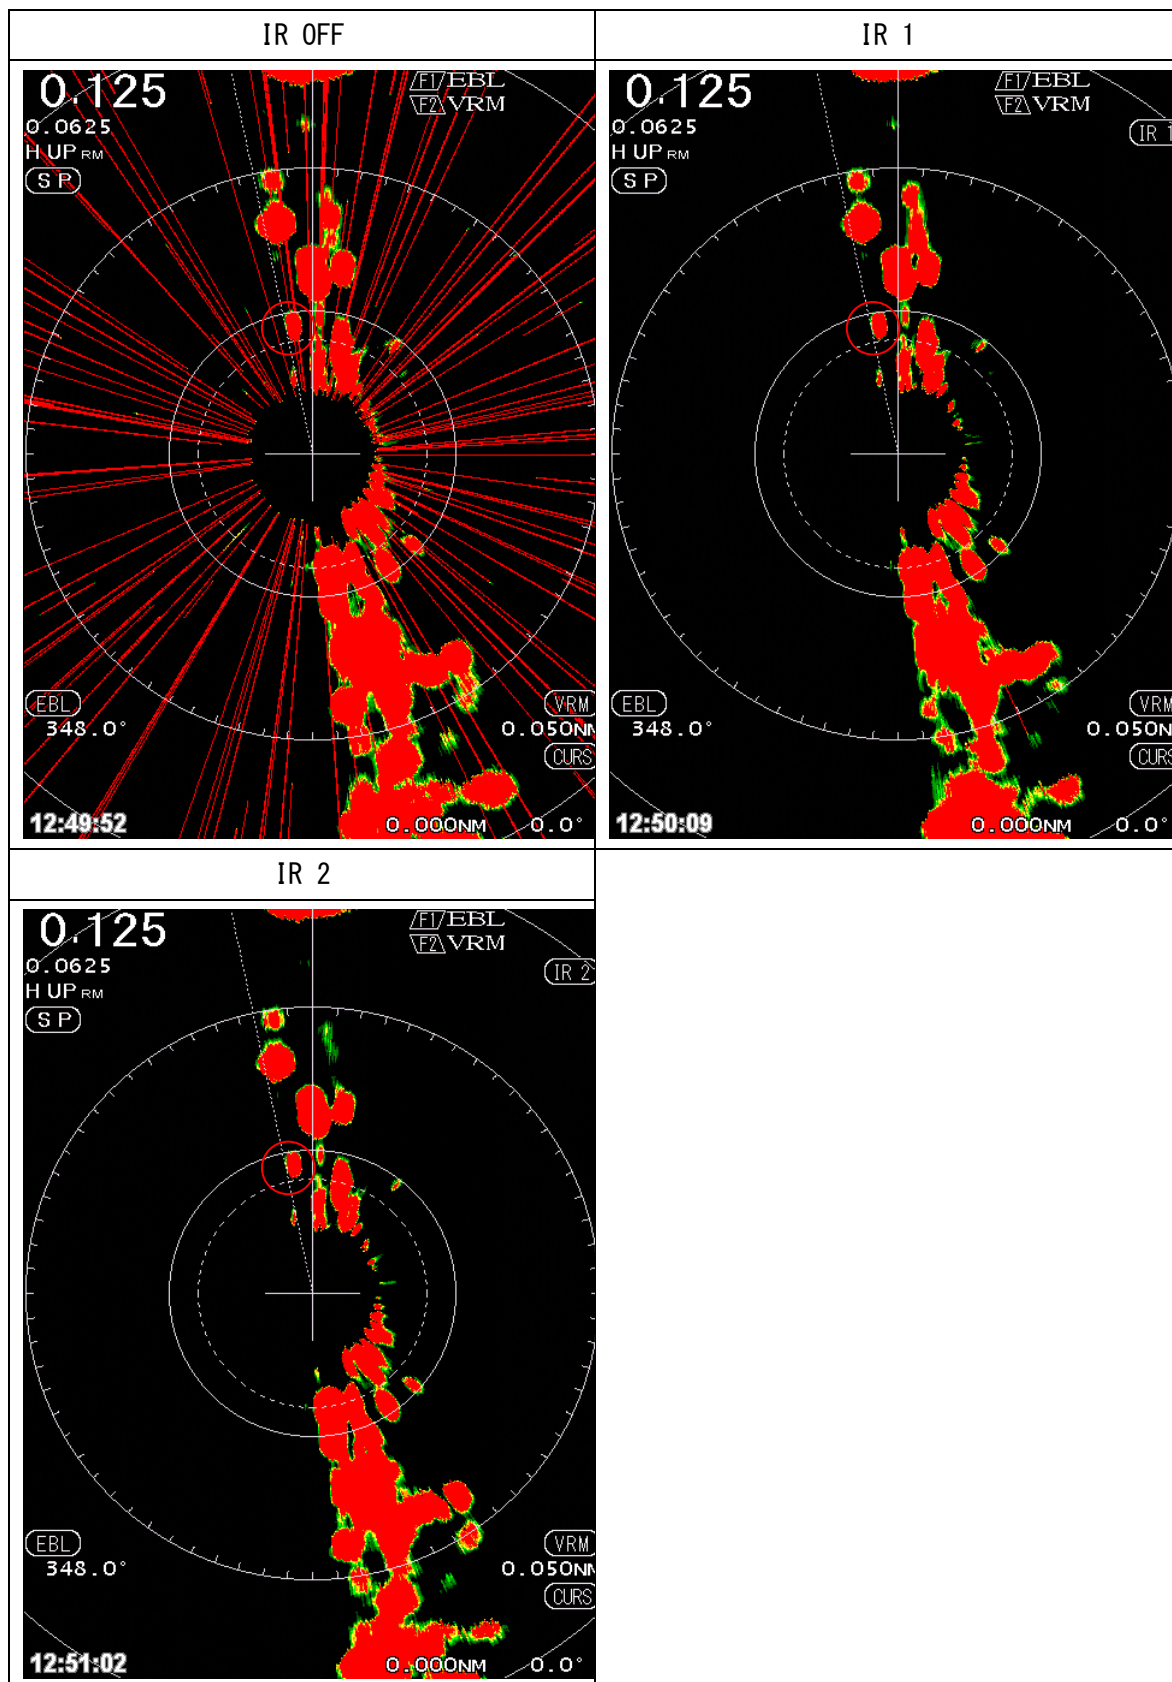 IR OFF
IR 1
0.125
F1 EBL
F2 VRM
0.0625
H UP RM
S P
EBL
348.0°
VRM
0.050NM
CURS
12:49:52
0.000NM
0.0°
0.125
F1 EBL
F2 VRM
0.0625
IR 1
H UP RM
S P
EBL
348.0°
VRM
0.050N
CURS
12:50:09
0.000NM
0.0°
IR 2
0.125
F1 EBL
F2 VRM
0.0625
IR 2
H UP RM
S P
EBL
348.0°
VRM
0.050NM
CURS
12:51:02
0.000NM
0.0°